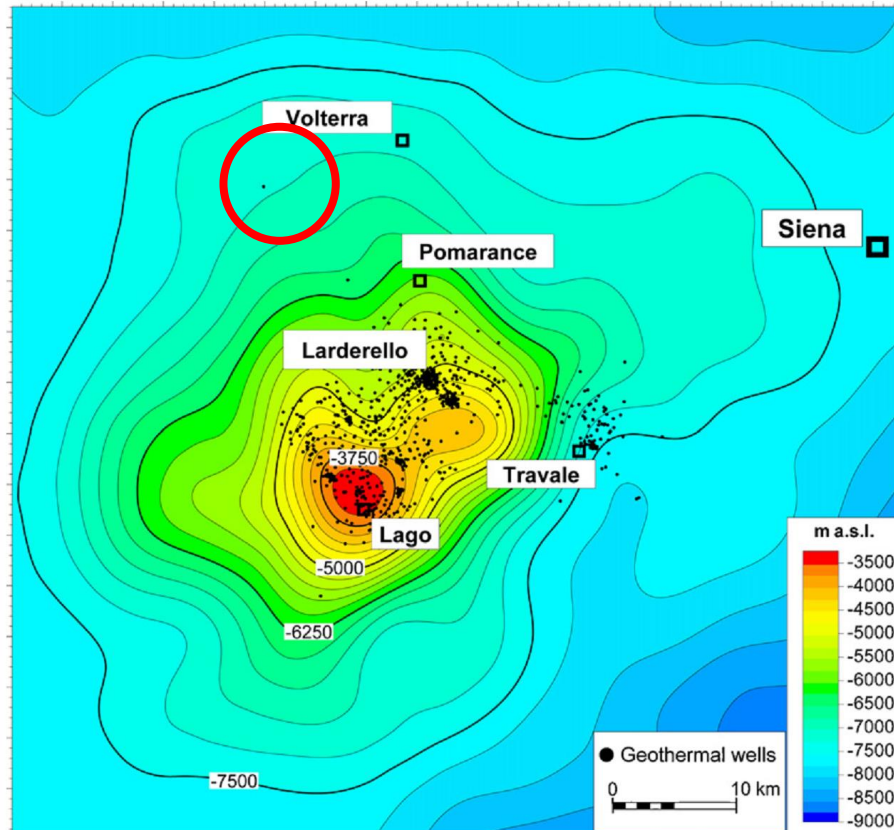 Volterra
Siena
Pomarance
Larderello
-3750
Travale
Lago
-5000
-6250
-7500
m a.s.l.
-3500
-4000
-4500
-5000
-5500
-6000
-6500
-7000
-7500
-8000
-8500
-9000
Geothermal wells
0 10 km